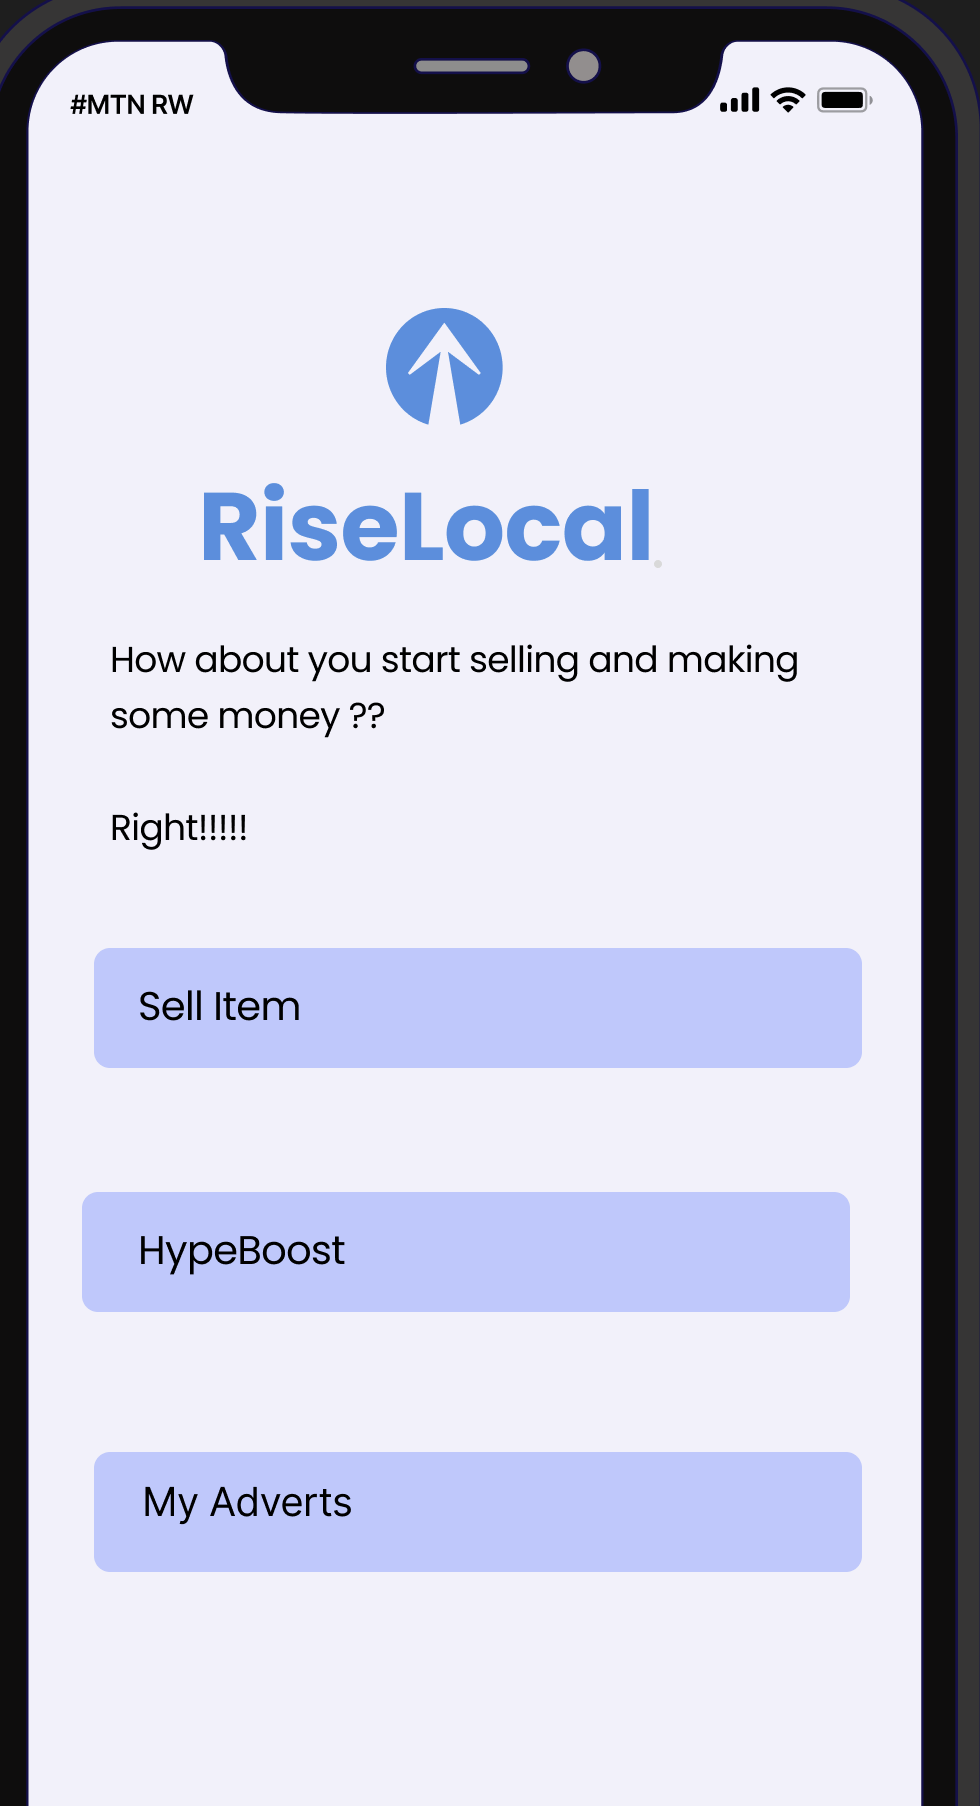 #MTN RW
RiseLocal.
How about you start selling and making
some money ??
Right!!!!!
Sell Item
HypeBoost
My Adverts